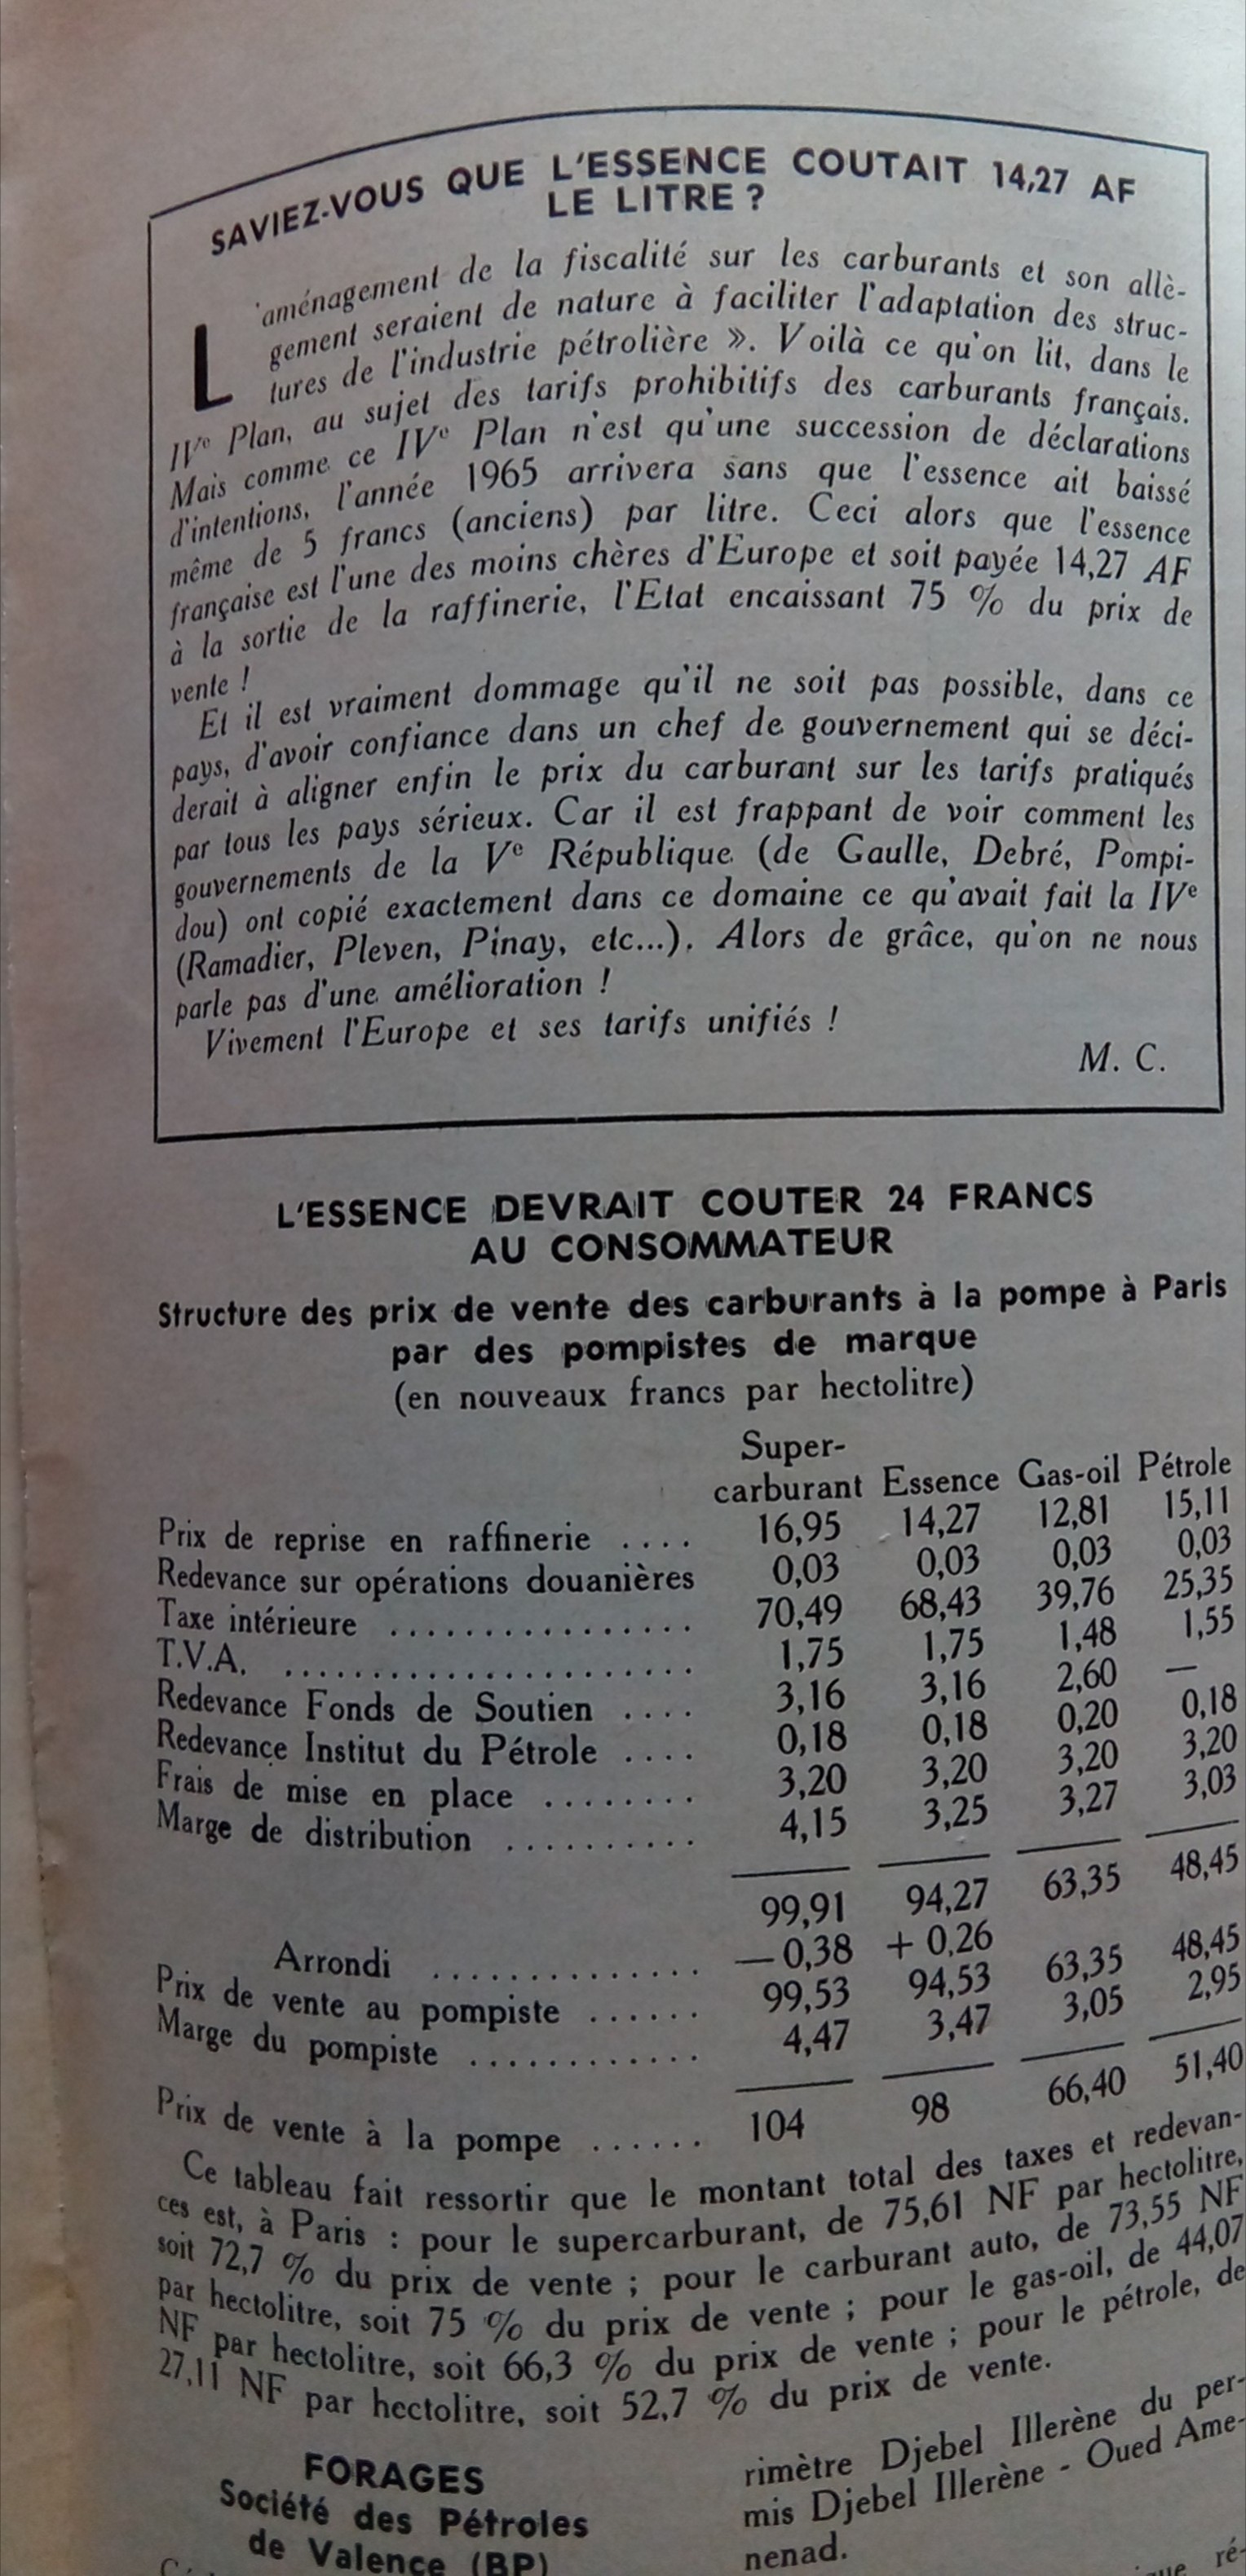 SAVIEZ-VOUS QUE L'ESSENCE COUTAIT 14,27 AF
LE LITRE ?
L'aménagement de la fiscalité sur les carburants et son allè-
gement seraient de nature à faciliter l'adaptation des struc-
tures de l'industrie pétrolière ». Voilà ce qu'on lit, dans le
IVe Plan, au sujet des tarifs prohibitifs des carburants français.
Mais comme ce IVe Plan n'est qu'une succession de déclarations
d'intentions, l'année 1965 arrivera sans que l'essence ait baissé
même de 5 francs (anciens) par litre. Ceci alors que l'essence
française est l'une des moins chères d'Europe et soit payée 14,27 AF
à la sortie de la raffinerie, l'Etat encaissant 75 % du prix de
vente !
Et il est vraiment dommage qu'il ne soit pas possible, dans ce
pays, d'avoir confiance dans un chef de gouvernement qui se déci-
derait à aligner enfin le prix du carburant sur les tarifs pratiqués
par tous les pays sérieux. Car il est frappant de voir comment les
gouvernements de la Ve République (de Gaulle, Debré, Pompi-
dou) ont copié exactement dans ce domaine ce qu'avait fait la IVe
(Ramadier, Pleven, Pinay, etc...). Alors de grâce, qu'on ne nous
parle pas d'une amélioration !
Vivement l'Europe et ses tarifs unifiés !
M. C.
L'ESSENCE DEVRAIT COUTER 24 FRANCS
AU CONSOMMATEUR
Structure des prix de vente des carburants à la pompe à Paris
par des pompistes de marque
(en nouveaux francs par hectolitre)
Super-
carburant Essence Gas-oil Pétrole
Prix de reprise en raffinerie .... 16,95 14,27 12,81 15,11
Redevance sur opérations douanières 0,03 0,03 0,03 0,03
Taxe intérieure ................ 70,49 68,43 39,76 25,35
T.V.A. ...................... 1,75 1,75 1,48 1,55
Redevance Fonds de Soutien .... 3,16 3,16 2,60 —
Redevance Institut du Pétrole .... 0,18 0,18 0,20 0,18
Frais de mise en place ........ 3,20 3,20 3,20 3,20
Marge de distribution .......... 4,15 3,25 3,27 3,03
99,91 94,27 63,35 48,45
Arrondi .............. — 0,38 + 0,26
Prix de vente au pompiste ...... 99,53 94,53 63,35 48,45
Marge du pompiste ............ 4,47 3,47 3,05 2,95
Prix de vente à la pompe ...... 104 98 66,40 51,40
Ce tableau fait ressortir que le montant total des taxes et redevan-
ces est, à Paris : pour le supercarburant, de 75,61 NF par hectolitre,
soit 72,7 % du prix de vente ; pour le carburant auto, de 73,55 NF
par hectolitre, soit 75 % du prix de vente ; pour le gas-oil, de 44,07
NF par hectolitre, soit 66,3 % du prix de vente ; pour le pétrole, de
27,11 NF par hectolitre, soit 52,7 % du prix de vente.
FORAGES
Société des Pétroles
de Valence (BP)
rimètre Djebel Illerène du per-
mis Djebel Illerène - Oued Ame-
nenad.
ré-